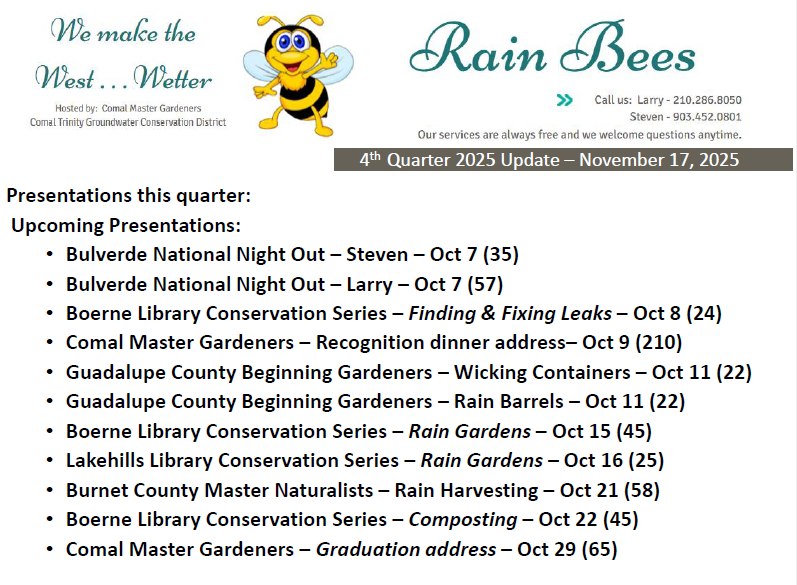 We make the
West . . . Wetter
Hosted by: Comal Master Gardeners
Comal Trinity Groundwater Conservation District
Rain Bees
Call us: Larry - 210.286.8050
Steven - 903.452.0801
Our services are always free and we welcome questions anytime.
4th Quarter 2025 Update – November 17, 2025
Presentations this quarter:
Upcoming Presentations:
• Bulverde National Night Out – Steven – Oct 7 (35)
• Bulverde National Night Out – Larry – Oct 7 (57)
• Boerne Library Conservation Series – Finding & Fixing Leaks – Oct 8 (24)
• Comal Master Gardeners – Recognition dinner address– Oct 9 (210)
• Guadalupe County Beginning Gardeners – Wicking Containers – Oct 11 (22)
• Guadalupe County Beginning Gardeners – Rain Barrels – Oct 11 (22)
• Boerne Library Conservation Series – Rain Gardens – Oct 15 (45)
• Lakehills Library Conservation Series – Rain Gardens – Oct 16 (25)
• Burnet County Master Naturalists – Rain Harvesting – Oct 21 (58)
• Boerne Library Conservation Series – Composting – Oct 22 (45)
• Comal Master Gardeners – Graduation address – Oct 29 (65)